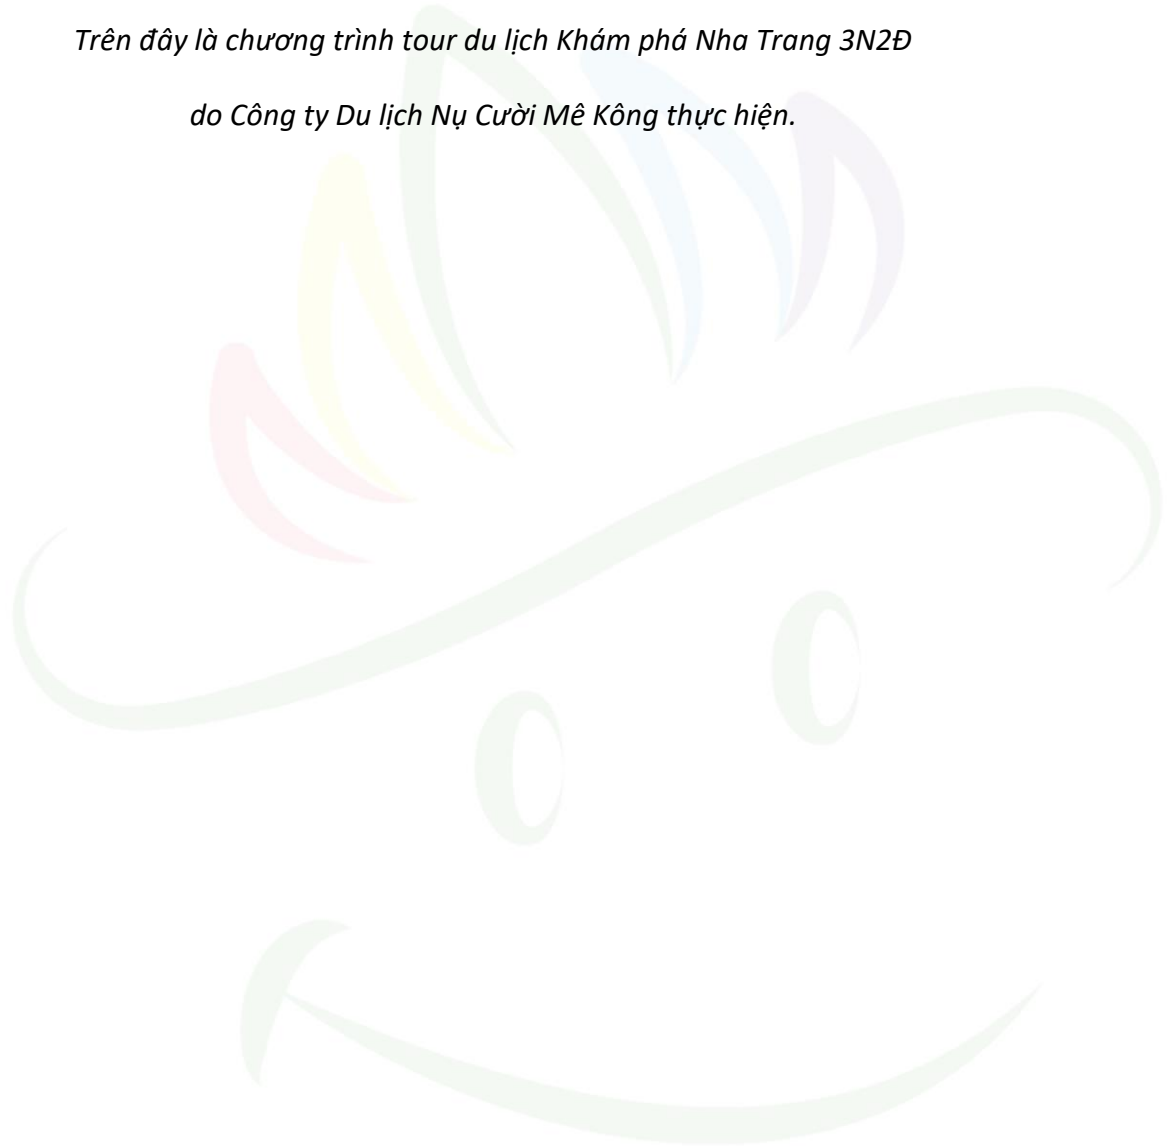 Trên đây là chương trình tour du lịch Khám phá Nha Trang 3N2Đ
do Công ty Du lịch Nụ Cười Mê Kông thực hiện.